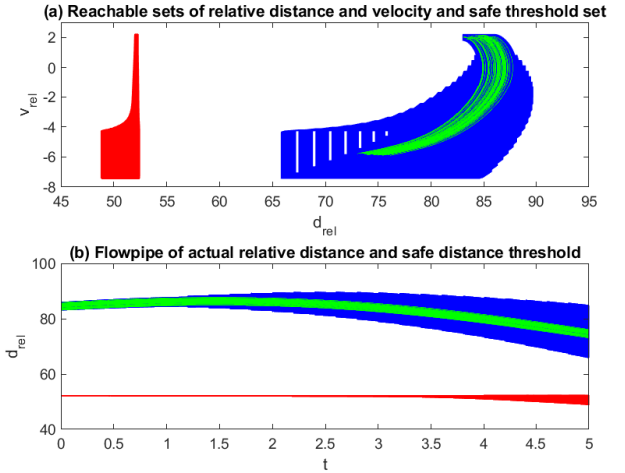 (a) Reachable sets of relative distance and velocity and safe threshold set
2
0
-2
-4
-6
-8
v_rel
45 50 55 60 65 70 75 80 85 90 95
d_rel
(b) Flowpipe of actual relative distance and safe distance threshold
100
80
60
40
d_rel
0 0.5 1 1.5 2 2.5 3 3.5 4 4.5 5
t